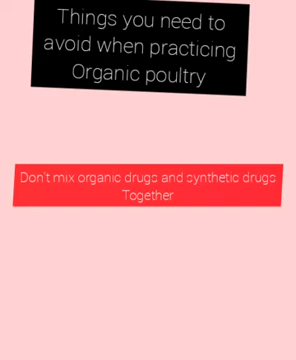 Things you need to
avoid when practicing
Organic poultry
Don't mix organic drugs and synthetic drugs
Together